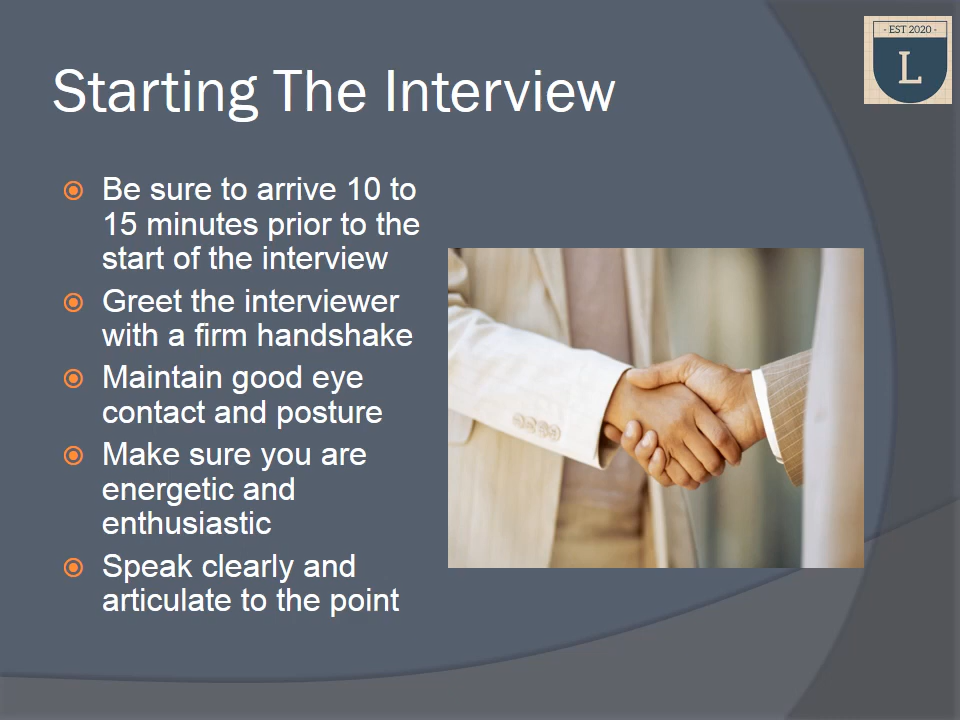 · EST 2020 ·
L
Starting The Interview
Be sure to arrive 10 to
15 minutes prior to the
start of the interview
Greet the interviewer
with a firm handshake
Maintain good eye
contact and posture
Make sure you are
energetic and
enthusiastic
Speak clearly and
articulate to the point